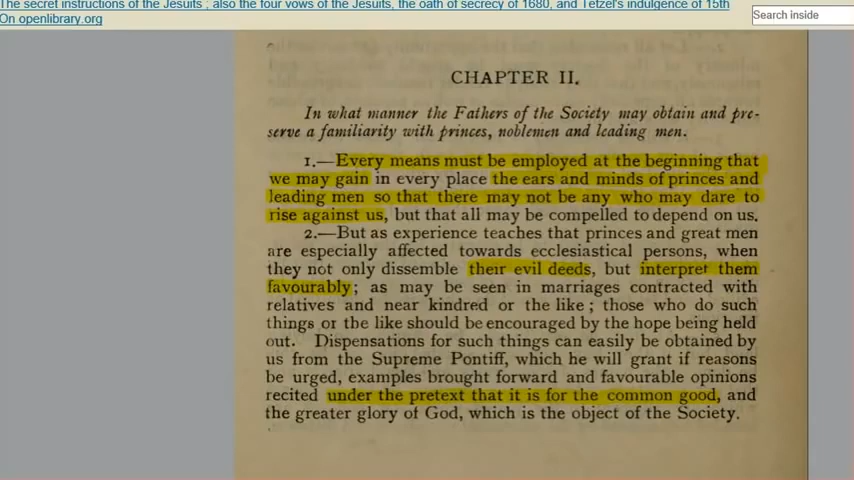 The secret instructions of the Jesuits ; also the four vows of the Jesuits, the oath of secrecy of 1680, and Tetzel's indulgence of 15th
On openlibrary.org
Search inside
CHAPTER II.
In what manner the Fathers of the Society may obtain and pre-
serve a familiarity with princes, noblemen and leading men.
1.—Every means must be employed at the beginning that
we may gain in every place the ears and minds of princes and
leading men so that there may not be any who may dare to
rise against us, but that all may be compelled to depend on us.
2.—But as experience teaches that princes and great men
are especially affected towards ecclesiastical persons, when
they not only dissemble their evil deeds, but interpret them
favourably; as may be seen in marriages contracted with
relatives and near kindred or the like ; those who do such
things or the like should be encouraged by the hope being held
out. Dispensations for such things can easily be obtained by
us from the Supreme Pontiff, which he will grant if reasons
be urged, examples brought forward and favourable opinions
recited under the pretext that it is for the common good, and
the greater glory of God, which is the object of the Society.